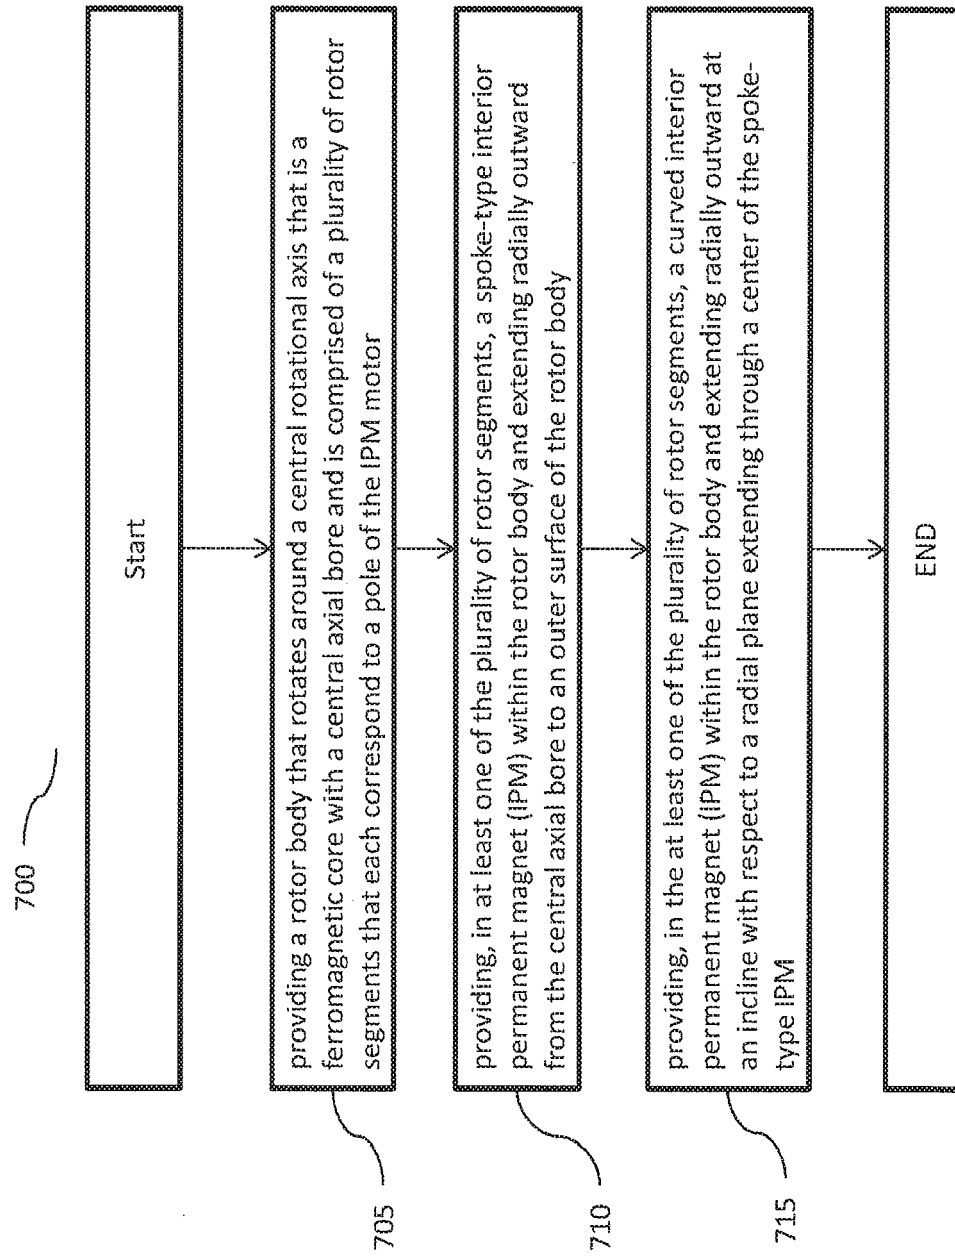 700
Start
705
providing a rotor body that rotates around a central rotational axis that is a
ferromagnetic core with a central axial bore and is comprised of a plurality of rotor
segments that each correspond to a pole of the IPM motor
710
providing, in at least one of the plurality of rotor segments, a spoke-type interior
permanent magnet (IPM) within the rotor body and extending radially outward
from the central axial bore to an outer surface of the rotor body
715
providing, in the at least one of the plurality of rotor segments, a curved interior
permanent magnet (IPM) within the rotor body and extending radially outward at
an incline with respect to a radial plane extending through a center of the spoke-
type IPM
END